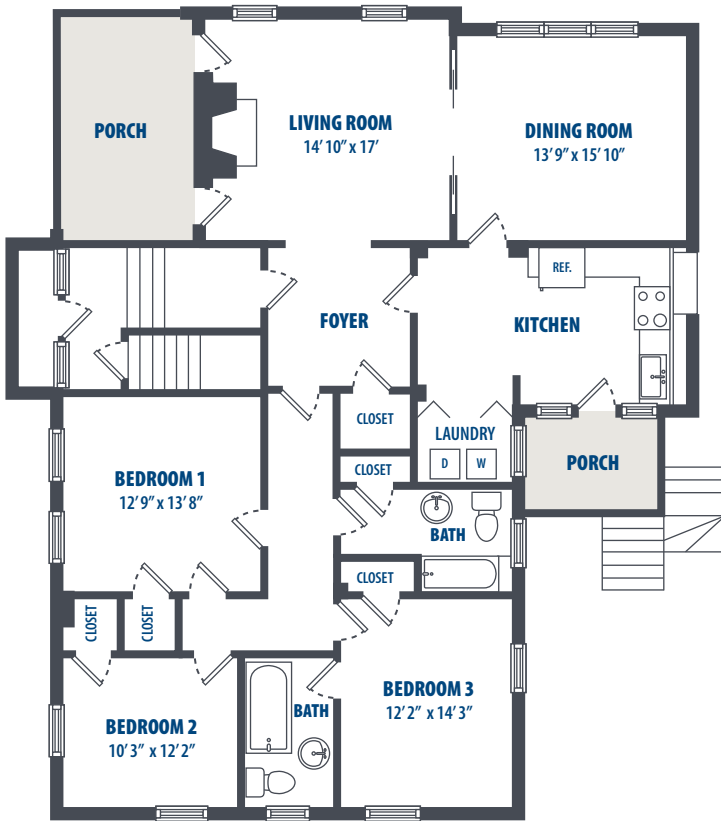 PORCH
LIVING ROOM
14’ 10” x 17’
DINING ROOM
13’ 9” x 15’ 10”
REF.
FOYER
KITCHEN
CLOSET
LAUNDRY
D W
CLOSET
PORCH
BEDROOM 1
12’ 9” x 13’ 8”
BATH
CLOSET
CLOSET
CLOSET
BEDROOM 2
10’ 3” x 12’ 2”
BATH
BEDROOM 3
12’ 2” x 14’ 3”